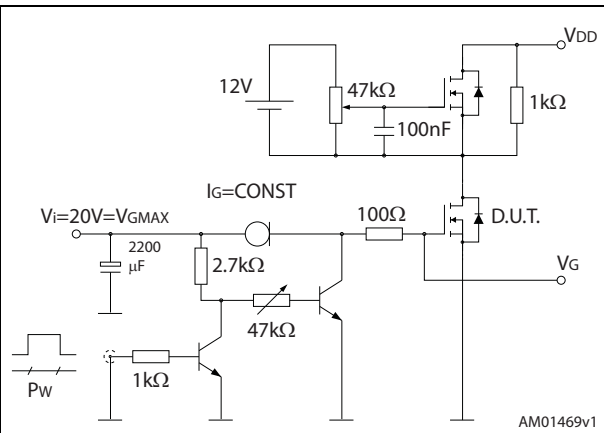 VDD
12V
47kΩ
1kΩ
100nF
IG=CONST
Vi=20V=VGMAX
100Ω
D.U.T.
2200
μF
2.7kΩ
VG
47kΩ
1kΩ
PW
AM01469v1